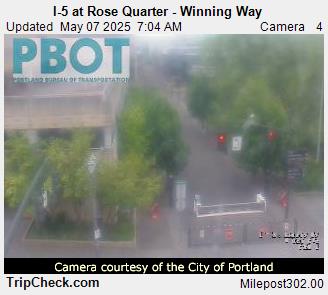 I-5 at Rose Quarter - Winning Way
Updated May 07 2025 7:04 AM Camera 4
PBOT
PORTLAND BUREAU OF TRANSPORTATION
Camera courtesy of the City of Portland
TripCheck.com Milepost302.00